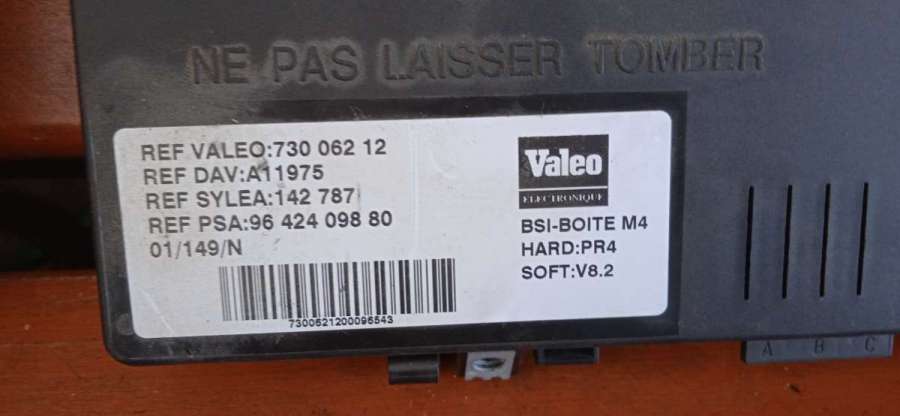 NE PAS LAISSER TOMBER
REF VALEO:730 062 12
REF DAV:A11975
REF SYLEA:142 787
REF PSA:96 424 098 80
01/149/N
7300621200096543
Valeo
ELECTRONIQUE
BSI-BOITE M4
HARD:PR4
SOFT:V8.2
A B C